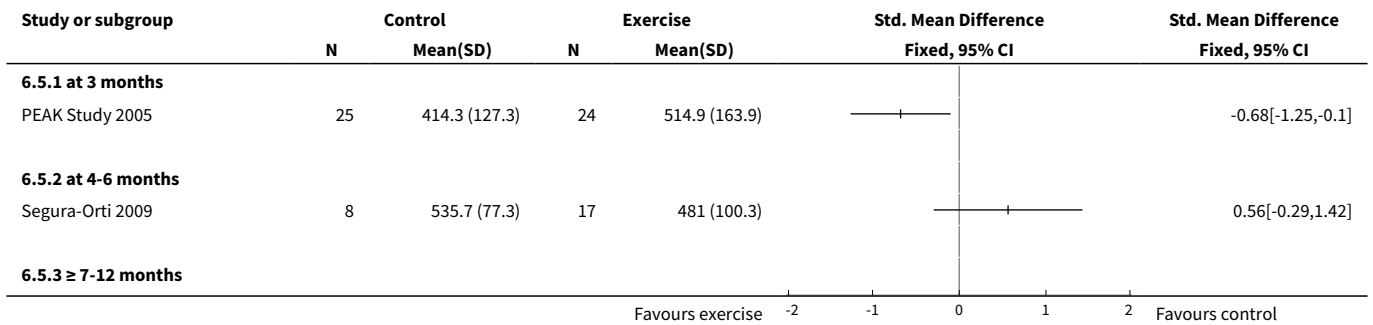 Study or subgroup Control Exercise Std. Mean Difference Std. Mean Difference
N Mean(SD) N Mean(SD) Fixed, 95% CI Fixed, 95% CI
6.5.1 at 3 months
PEAK Study 2005 25 414.3 (127.3) 24 514.9 (163.9) -0.68[-1.25,-0.1]
6.5.2 at 4-6 months
Segura-Orti 2009 8 535.7 (77.3) 17 481 (100.3) 0.56[-0.29,1.42]
6.5.3 ≥ 7-12 months
Favours exercise -2 -1 0 1 2 Favours control